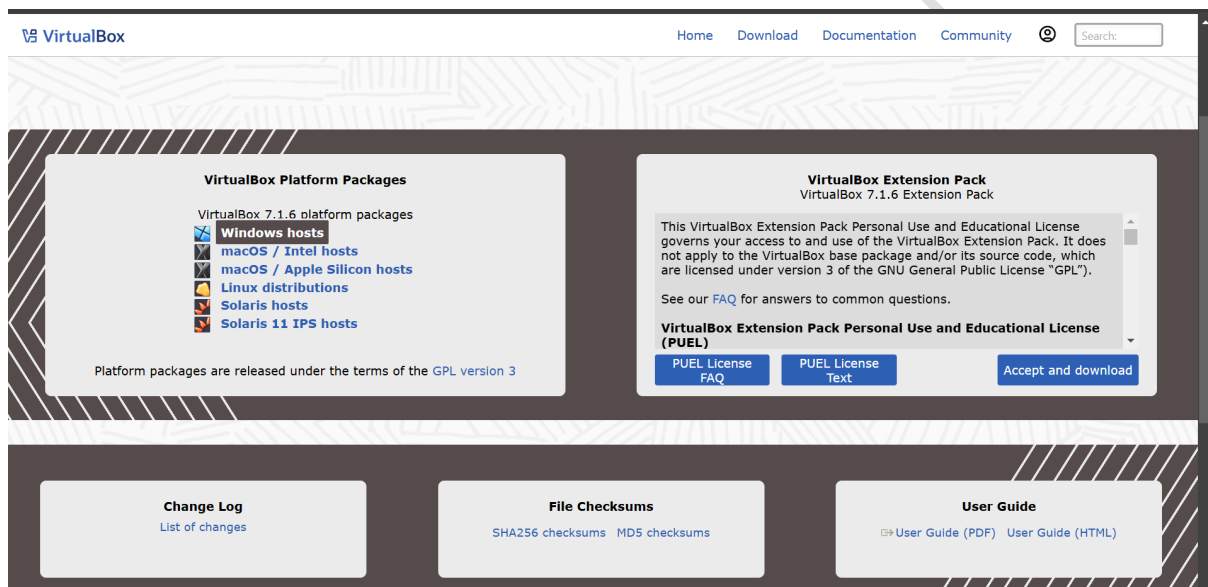 VirtualBox
Home Download Documentation Community Search:
VirtualBox Platform Packages
VirtualBox 7.1.6 platform packages
Windows hosts
macOS / Intel hosts
macOS / Apple Silicon hosts
Linux distributions
Solaris hosts
Solaris 11 IPS hosts
Platform packages are released under the terms of the GPL version 3
VirtualBox Extension Pack
VirtualBox 7.1.6 Extension Pack
This VirtualBox Extension Pack Personal Use and Educational License
governs your access to and use of the VirtualBox Extension Pack. It does
not apply to the VirtualBox base package and/or its source code, which
are licensed under version 3 of the GNU General Public License “GPL”).
See our FAQ for answers to common questions.
VirtualBox Extension Pack Personal Use and Educational License
(PUEL)
PUEL License
FAQ
PUEL License
Text
Accept and download
Change Log
List of changes
File Checksums
SHA256 checksums MD5 checksums
User Guide
User Guide (PDF) User Guide (HTML)